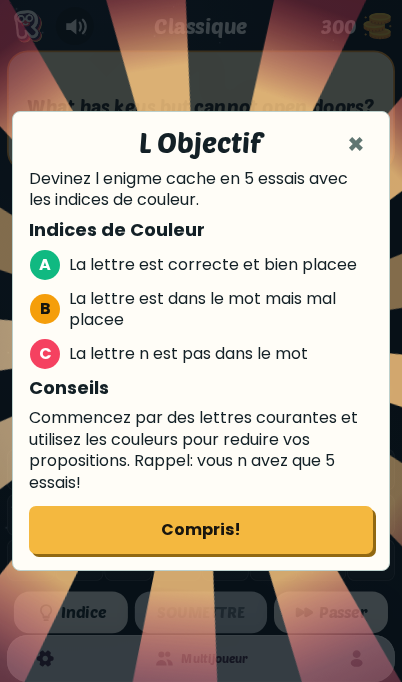 Classique
300
What has keys but cannot open doors?
L Objectif
Devinez l enigme cache en 5 essais avec
les indices de couleur.
Indices de Couleur
A La lettre est correcte et bien placee
B La lettre est dans le mot mais mal
placee
C La lettre n est pas dans le mot
Conseils
Commencez par des lettres courantes et
utilisez les couleurs pour reduire vos
propositions. Rappel: vous n avez que 5
essais!
Compris!
Indice
SOUMETTRE
Passer
Multijoueur